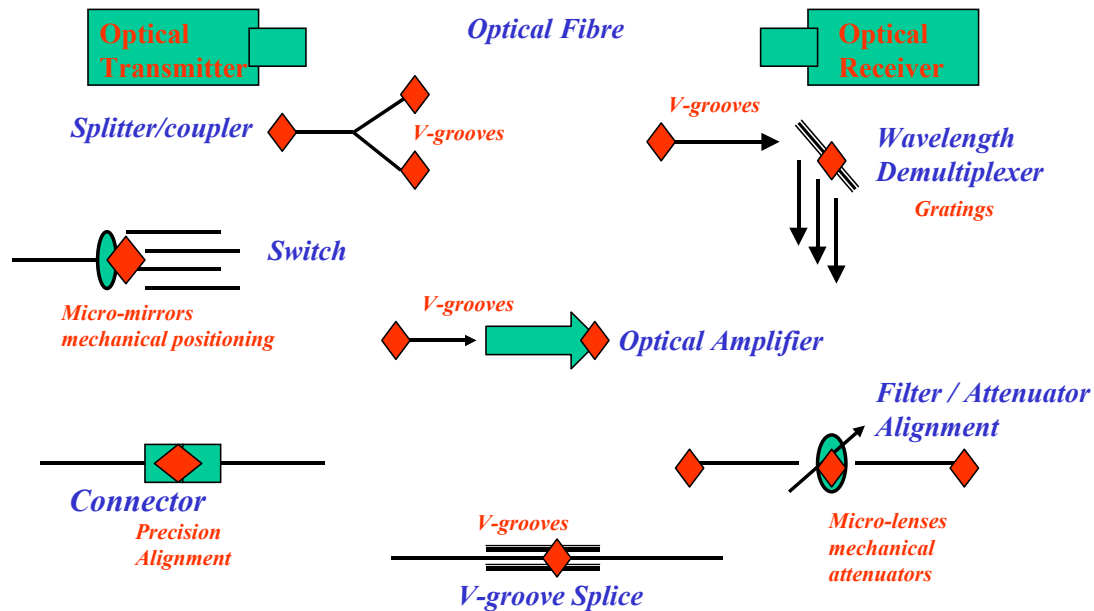 Optical
Transmitter
Optical Fibre
Optical
Receiver
Splitter/coupler
V-grooves
V-grooves
Wavelength
Demultiplexer
Gratings
Switch
Micro-mirrors
mechanical positioning
V-grooves
Optical Amplifier
Filter / Attenuator
Alignment
Connector
Precision
Alignment
V-grooves
V-groove Splice
Micro-lenses
mechanical
attenuators